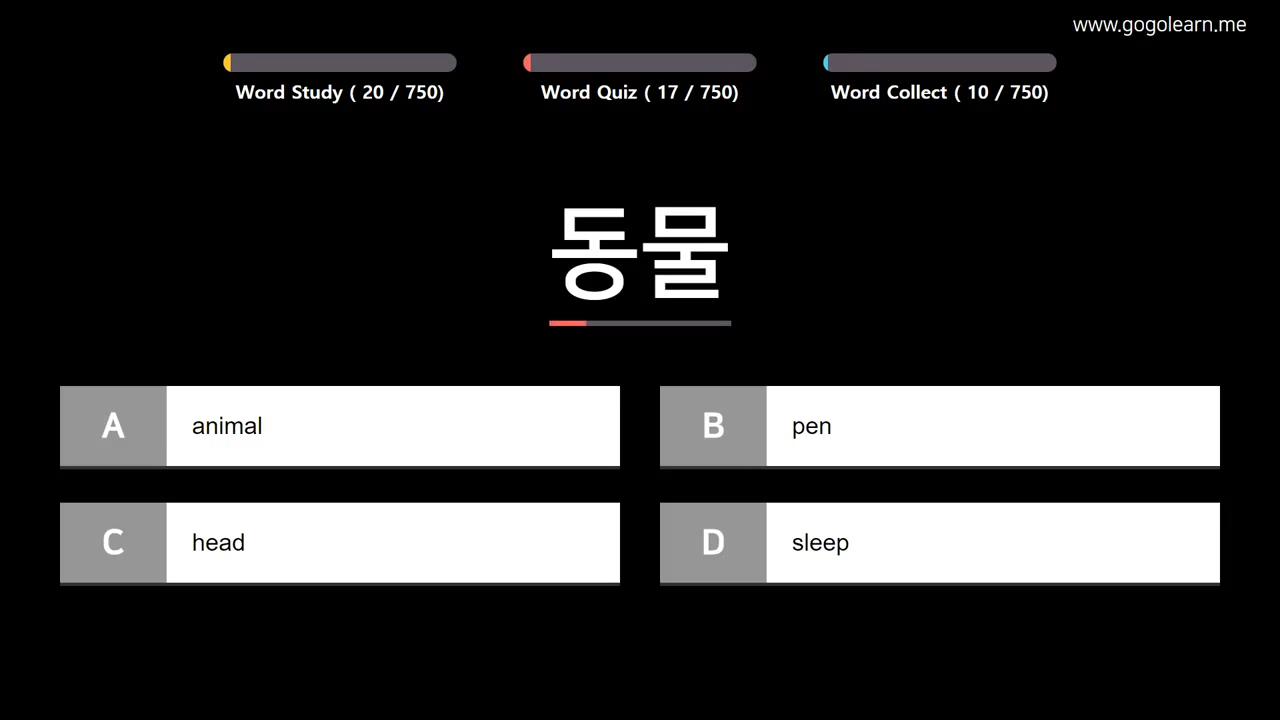 www.gogolearn.me
Word Study ( 20 / 750)
Word Quiz ( 17 / 750)
Word Collect ( 10 / 750)
동물
A animal
B pen
C head
D sleep